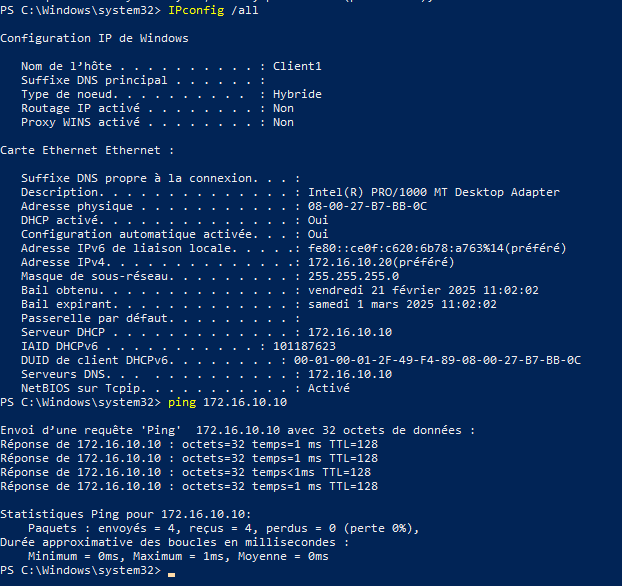 PS C:\Windows\system32> IPconfig /all
Configuration IP de Windows
Nom de l’hôte . . . . . . . . . . : Client1
Suffixe DNS principal . . . . . . :
Type de noeud. . . . . . . . . . : Hybride
Routage IP activé . . . . . . . . : Non
Proxy WINS activé . . . . . . . . : Non
Carte Ethernet Ethernet :
Suffixe DNS propre à la connexion. . . :
Description. . . . . . . . . . . . . . : Intel(R) PRO/1000 MT Desktop Adapter
Adresse physique . . . . . . . . . . . : 08-00-27-B7-BB-0C
DHCP activé. . . . . . . . . . . . . . : Oui
Configuration automatique activée. . . : Oui
Adresse IPv6 de liaison locale. . . . .: fe80::ce0f:c620:6b78:a763%14(préféré)
Adresse IPv4. . . . . . . . . . . . . .: 172.16.10.20(préféré)
Masque de sous-réseau. . . . . . . . . : 255.255.255.0
Bail obtenu. . . . . . . . . . . . . . : vendredi 21 février 2025 11:02:02
Bail expirant. . . . . . . . . . . . . : samedi 1 mars 2025 11:02:02
Passerelle par défaut. . . . . . . . . :
Serveur DHCP . . . . . . . . . . . . . : 172.16.10.10
IAID DHCPv6 . . . . . . . . . . . : 101187623
DUID de client DHCPv6. . . . . . . . : 00-01-00-01-2F-49-F4-89-08-00-27-B7-BB-0C
Serveurs DNS. . . . . . . . . . . . . : 172.16.10.10
NetBIOS sur Tcpip. . . . . . . . . . . : Activé
PS C:\Windows\system32> ping 172.16.10.10
Envoi d’une requête 'Ping'  172.16.10.10 avec 32 octets de données :
Réponse de 172.16.10.10 : octets=32 temps=1 ms TTL=128
Réponse de 172.16.10.10 : octets=32 temps=1 ms TTL=128
Réponse de 172.16.10.10 : octets=32 temps<1ms TTL=128
Réponse de 172.16.10.10 : octets=32 temps=1 ms TTL=128
Statistiques Ping pour 172.16.10.10:
Paquets : envoyés = 4, reçus = 4, perdus = 0 (perte 0%),
Durée approximative des boucles en millisecondes :
Minimum = 0ms, Maximum = 1ms, Moyenne = 0ms
PS C:\Windows\system32>